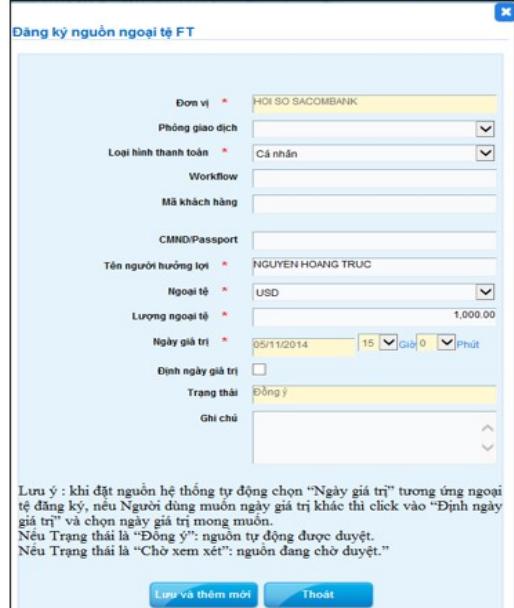 Đăng ký nguồn ngoại tệ FT
Đơn vị * HOI SO SACOMBANK
Phòng giao dịch
Loại hình thanh toán * Cá nhân
Workflow
Mã khách hàng
CMND/Passport
Tên người hưởng lợi * NGUYEN HOANG TRUC
Ngoại tệ * USD
Lượng ngoại tệ * 1,000.00
Ngày giá trị * 05/11/2014 15 Giờ 0 Phút
Định ngày giá trị
Trạng thái Đồng ý
Ghi chú
Lưu ý : khi đặt nguồn hệ thống tự động chọn “Ngày giá trị” tương ứng ngoại
tệ đăng ký, nếu Người dùng muốn ngày giá trị khác thì click vào “Định ngày
giá trị” và chọn ngày giá trị mong muốn.
Nếu Trạng thái là “Đồng ý”: nguồn tự động được duyệt.
Nếu Trạng thái là “Chờ xem xét”: nguồn đang chờ duyệt.”
Lưu và thêm mới Thoát